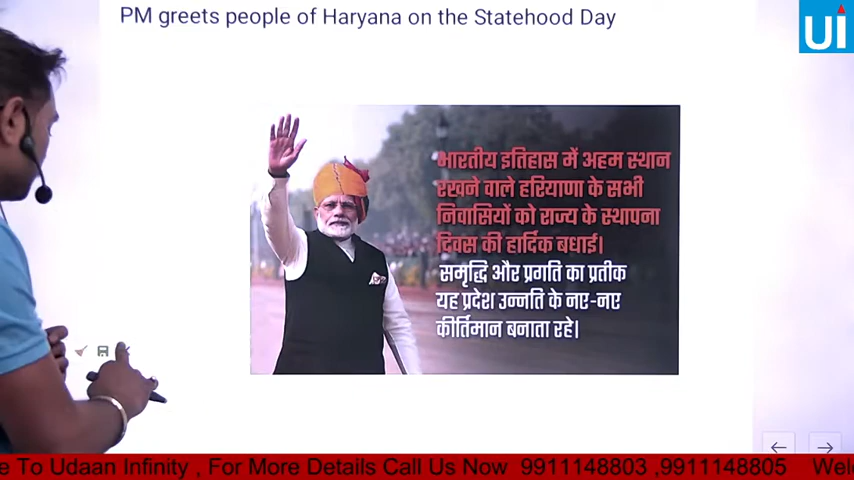 PM greets people of Haryana on the Statehood Day
UI
भारतीय इतिहास में अहम स्थान
रखने वाले हरियाणा के सभी
निवासियों को राज्य के स्थापना
दिवस की हार्दिक बधाई।
समृद्धि और प्रगति का प्रतीक
यह प्रदेश उन्नति के नए-नए
कीर्तिमान बनाता रहे।
e To Udaan Infinity , For More Details Call Us Now 9911148803 ,9911148805 Wel